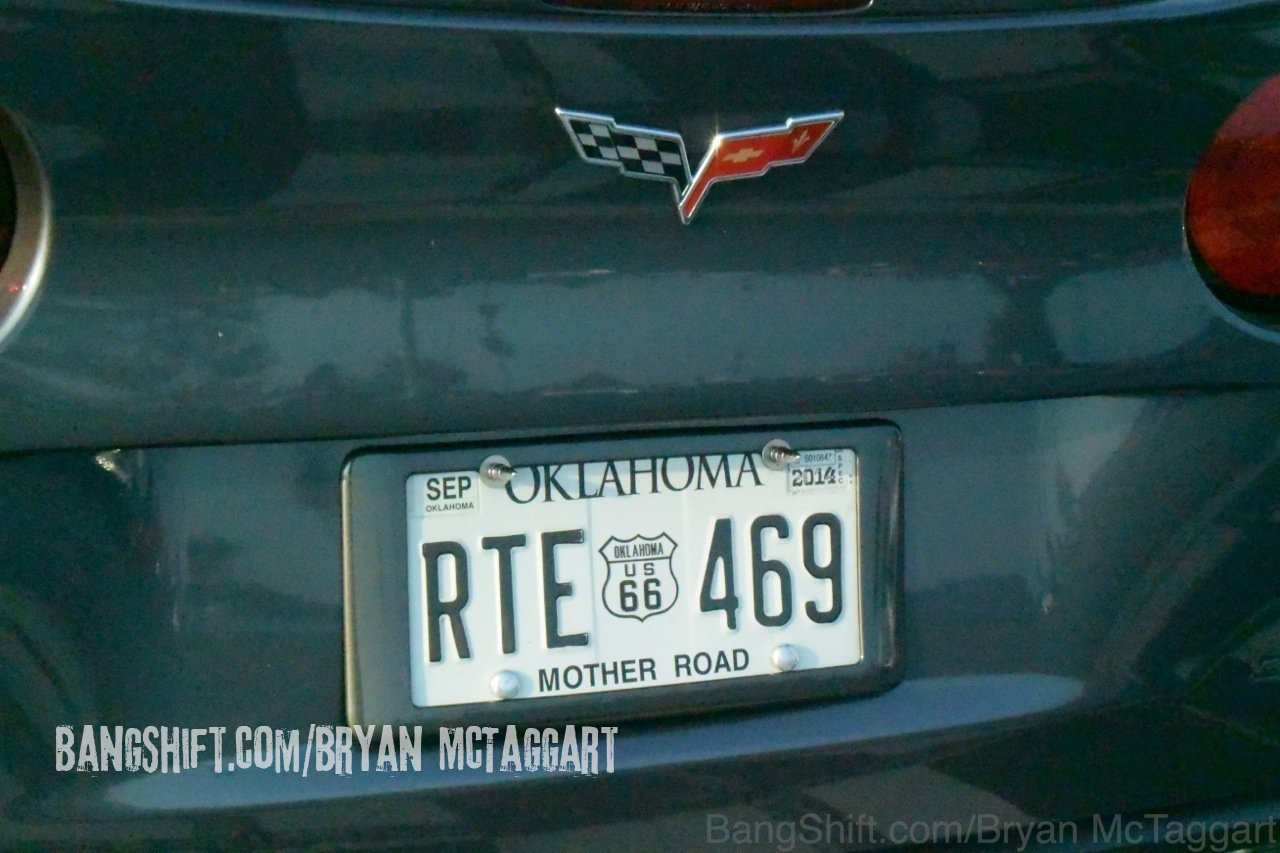 SEP
OKLAHOMA
OKLAHOMA
2014
RTE
OKLAHOMA
US
66
469
MOTHER ROAD
BANGSHIFT.COM/BRYAN MCTAGGART
BangShift.com/Bryan McTaggart